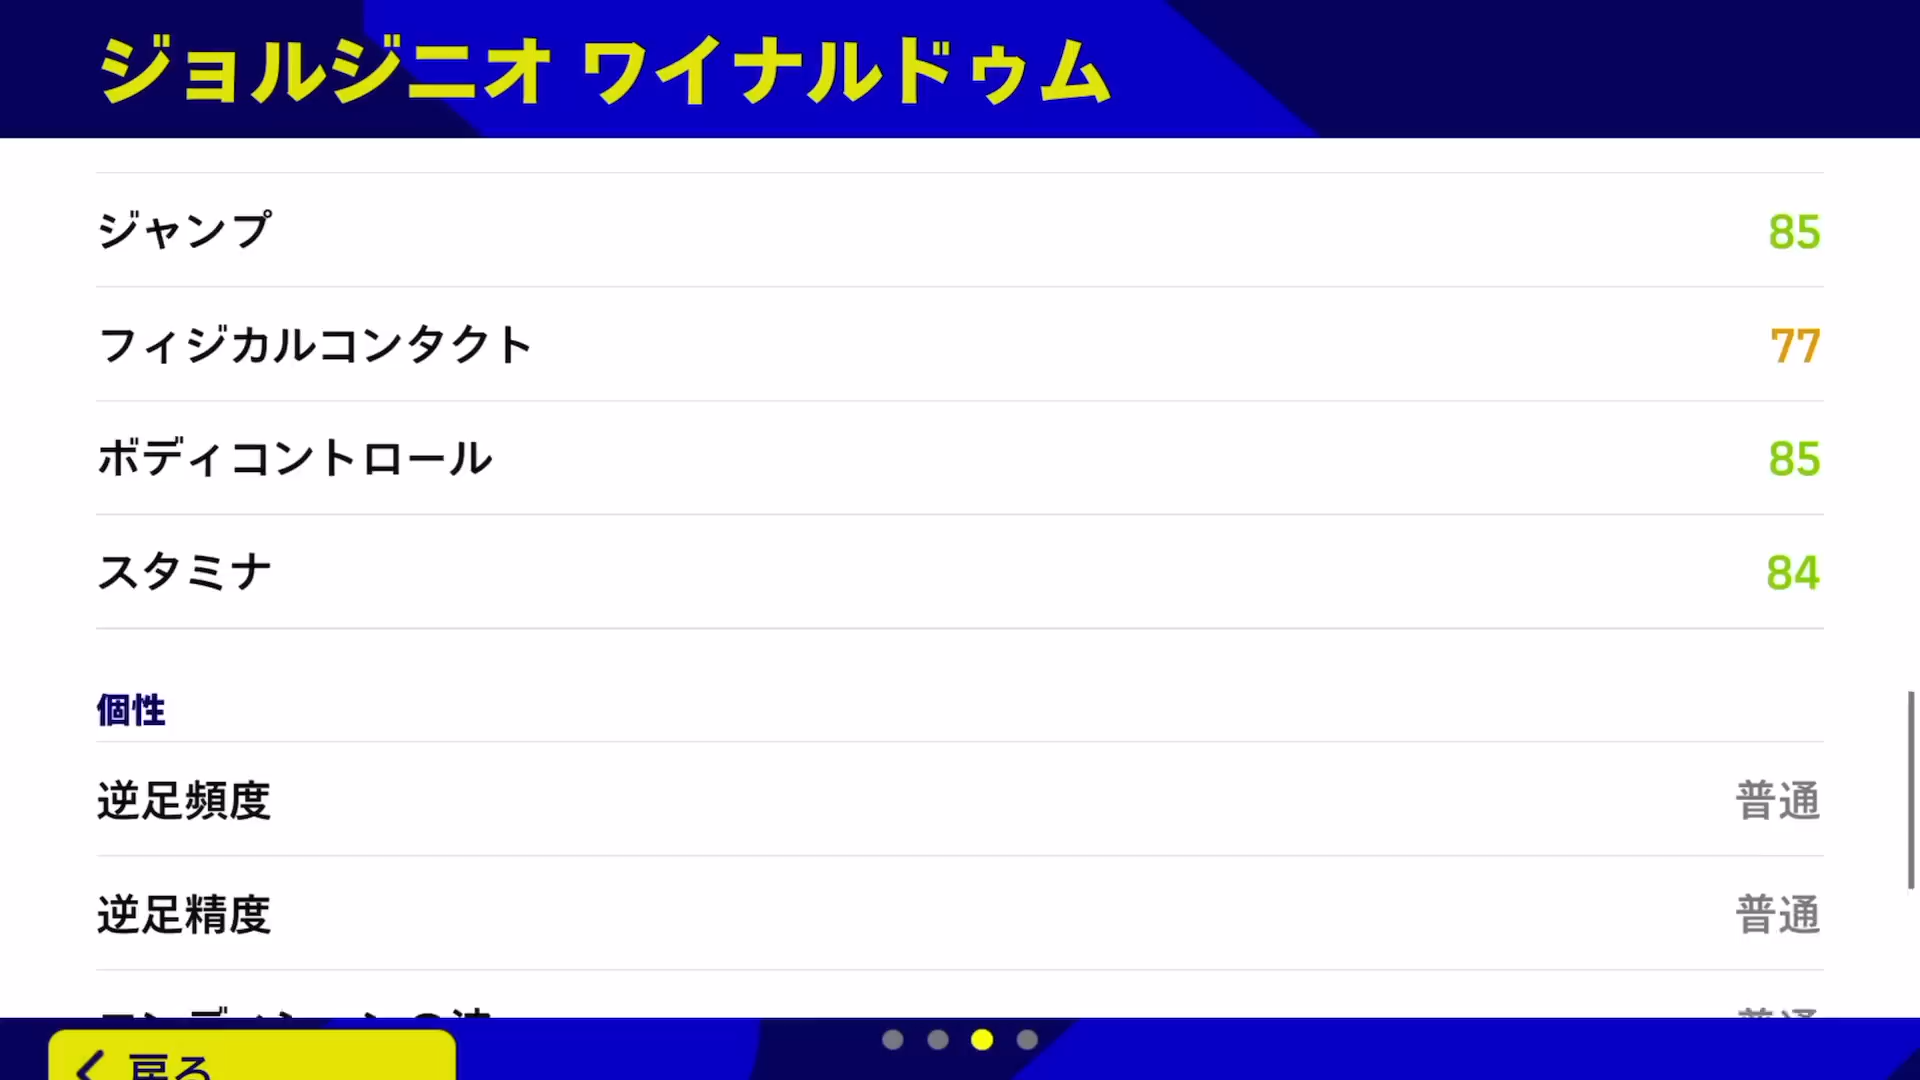 ジョルジニオ ワイナルドゥム
ジャンプ 85
フィジカルコンタクト 77
ボディコントロール 85
スタミナ 84
個性
逆足頻度 普通
逆足精度 普通
戻る